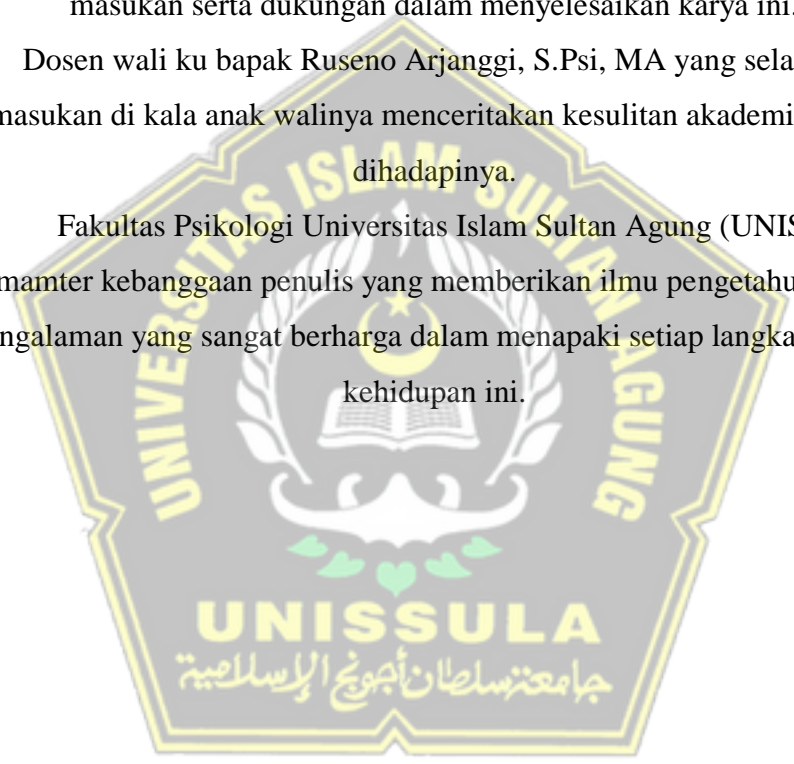 masukan serta dukungan dalam menyelesaikan karya ini.
Dosen wali ku bapak Ruseno Arjanggi, S.Psi, MA yang sela
masukan di kala anak walinya menceritakan kesulitan akademi
dihadapinya.
Fakultas Psikologi Universitas Islam Sultan Agung (UNIS
mamter kebanggaan penulis yang memberikan ilmu pengetahu
ngalaman yang sangat berharga dalam menapaki setiap langka
kehidupan ini.
UNIVERSITAS ISLAM SULTAN AGUNG
UNISSULA
جامعة سلطان أجونج الإسلامية